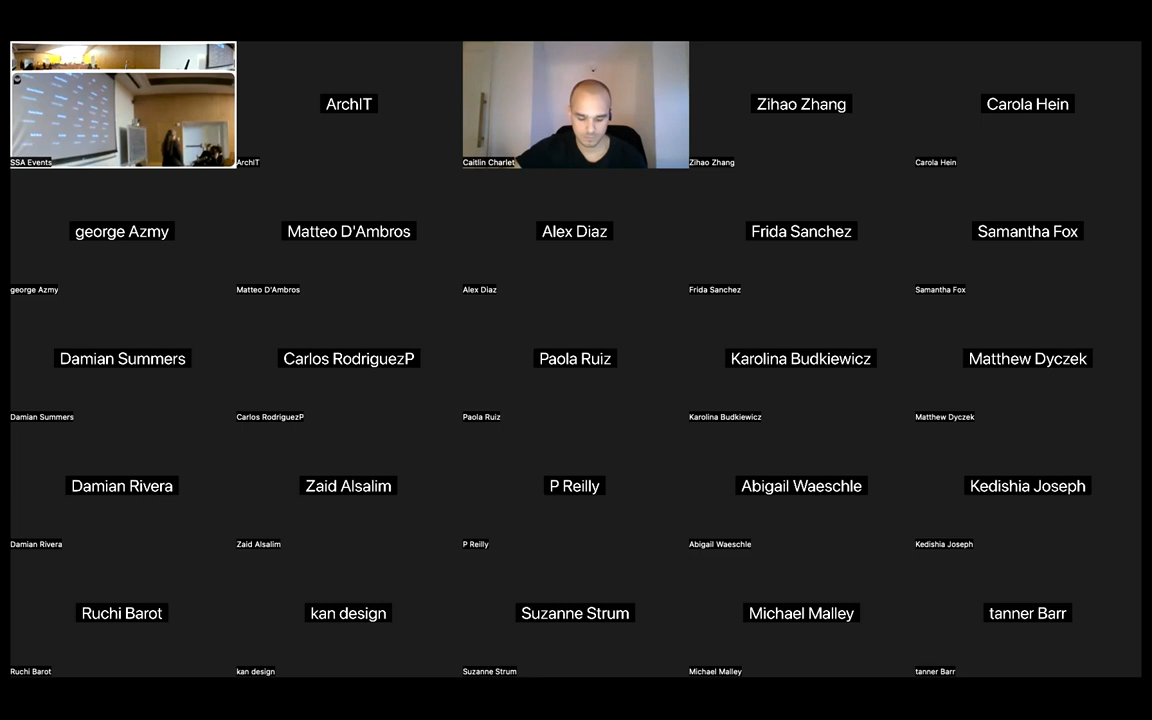 SSA Events
ArchIT
ArchIT
Caitlin Charlet
Zihao Zhang
Zihao Zhang
Carola Hein
Carola Hein
george Azmy
george Azmy
Matteo D'Ambros
Matteo D'Ambros
Alex Diaz
Alex Diaz
Frida Sanchez
Frida Sanchez
Samantha Fox
Samantha Fox
Damian Summers
Damian Summers
Carlos RodriguezP
Carlos RodriguezP
Paola Ruiz
Paola Ruiz
Karolina Budkiewicz
Karolina Budkiewicz
Matthew Dyczek
Matthew Dyczek
Damian Rivera
Damian Rivera
Zaid Alsalim
Zaid Alsalim
P Reilly
P Reilly
Abigail Waeschle
Abigail Waeschle
Kedishia Joseph
Kedishia Joseph
Ruchi Barot
Ruchi Barot
kan design
kan design
Suzanne Strum
Suzanne Strum
Michael Malley
Michael Malley
tanner Barr
tanner Barr